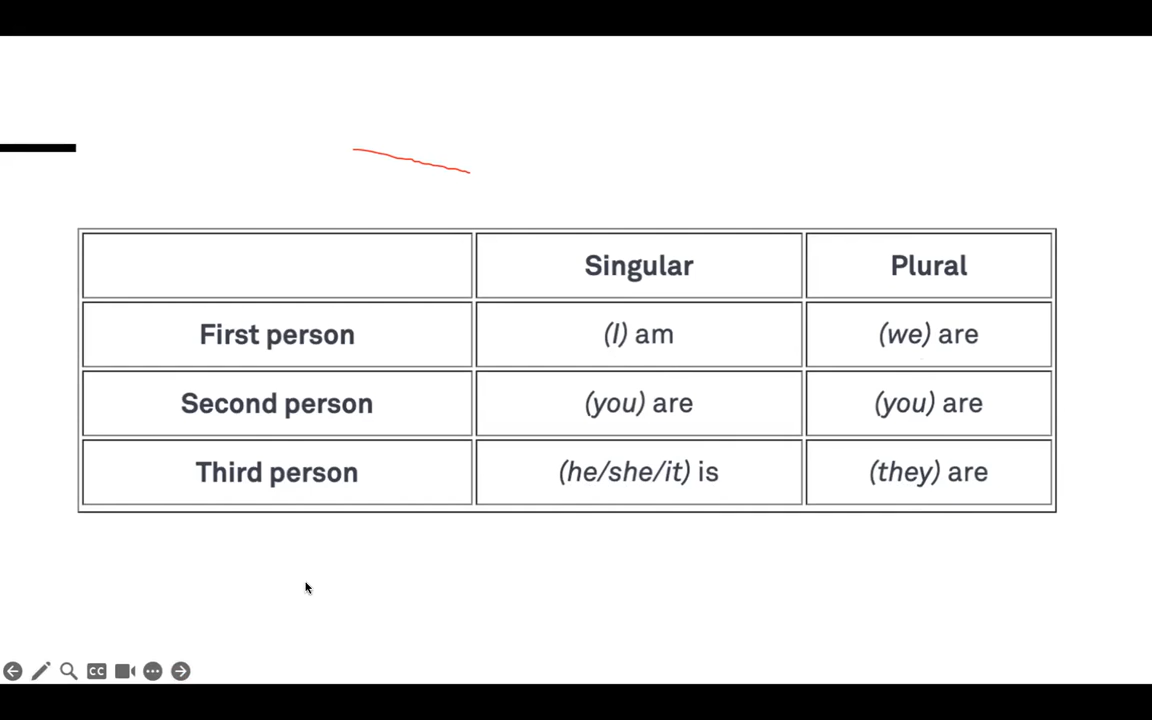 Singular Plural
First person (I) am (we) are
Second person (you) are (you) are
Third person (he/she/it) is (they) are
CC